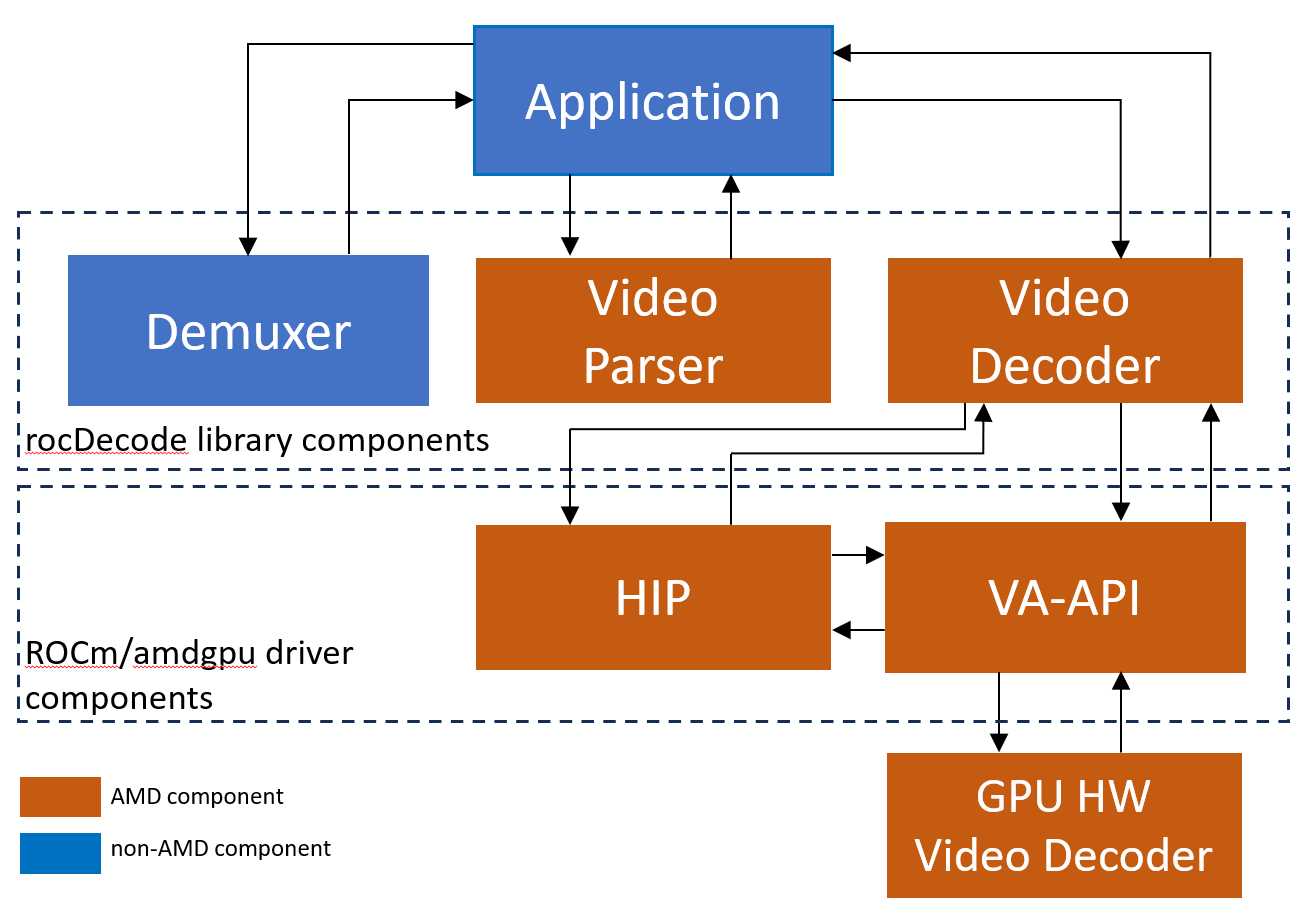 Application
Demuxer
Video
Parser
Video
Decoder
rocDecode library components
HIP
VA-API
ROCm/amdgpu driver
components
GPU HW
Video Decoder
AMD component
non-AMD component